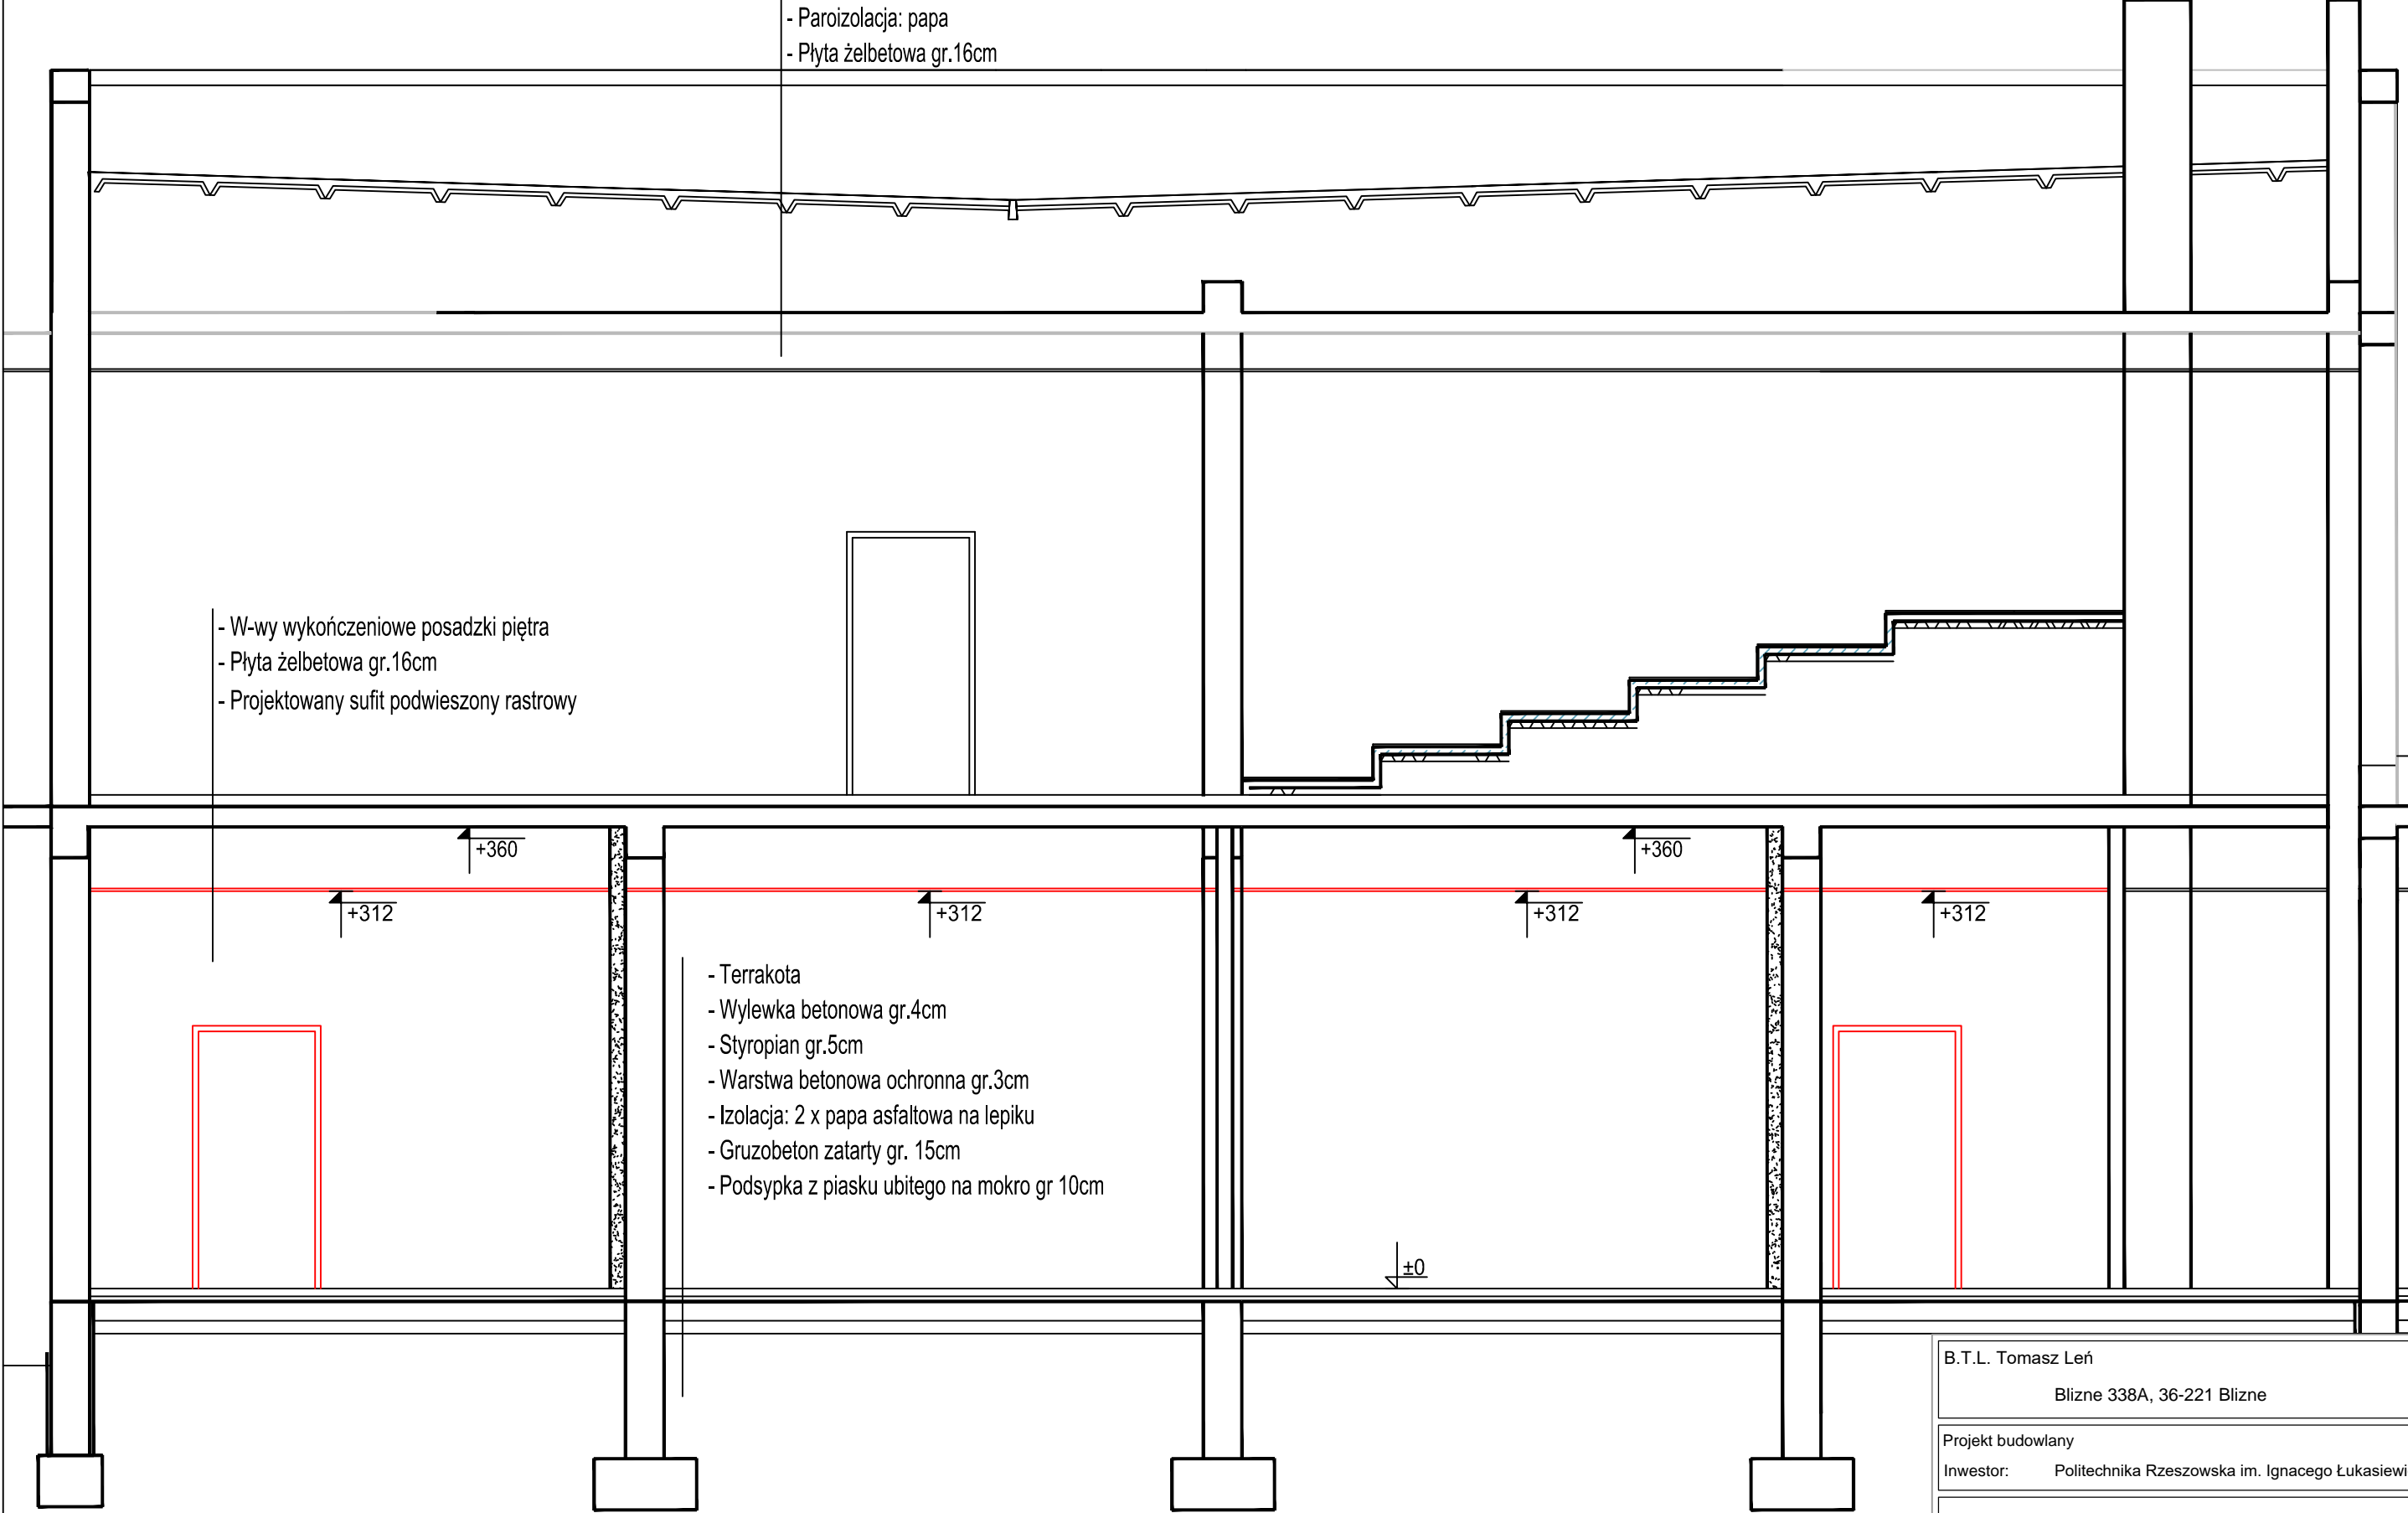 - Paroizolacja: papa
- Płyta żelbetowa gr.16cm
- W-wy wykończeniowe posadzki piętra
- Płyta żelbetowa gr.16cm
- Projektowany sufit podwieszony rastrowy
+360
+360
+312
+312
+312
+312
- Terrakota
- Wylewka betonowa gr.4cm
- Styropian gr.5cm
- Warstwa betonowa ochronna gr.3cm
- Izolacja: 2 x papa asfaltowa na lepiku
- Gruzobeton zatarty gr. 15cm
- Podsypka z piasku ubitego na mokro gr 10cm
±0
B.T.L. Tomasz Leń
Blizne 338A, 36-221 Blizne
Projekt budowlany
Inwestor: Politechnika Rzeszowska im. Ignacego Łukasiewi